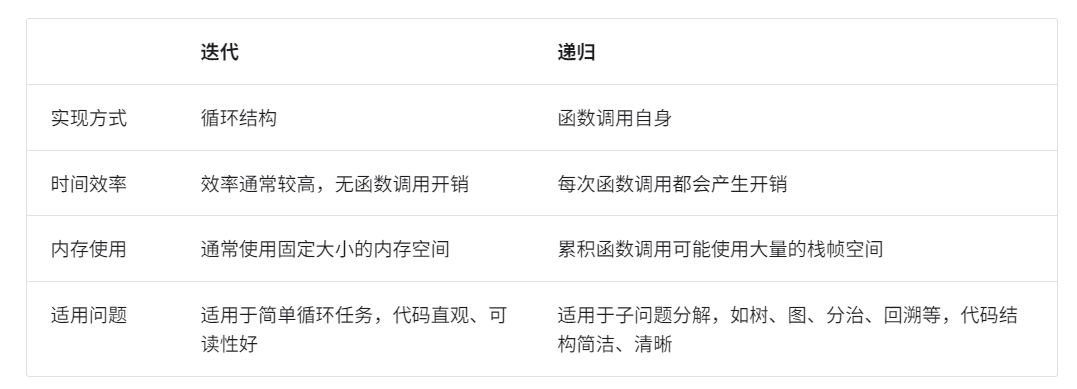 迭代 递归
实现方式 循环结构 函数调用自身
时间效率 效率通常较高，无函数调用开销 每次函数调用都会产生开销
内存使用 通常使用固定大小的内存空间 累积函数调用可能使用大量的栈帧空间
适用问题 适用于简单循环任务，代码直观、可 适用于子问题分解，如树、图、分治、回溯等，代码结
读性好 构简洁、清晰